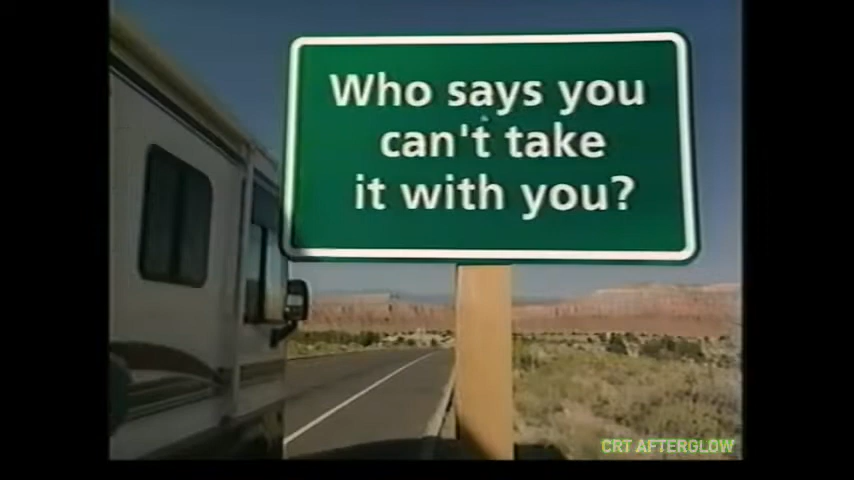 Who says you
can't take
it with you?
CRT AFTERGLOW